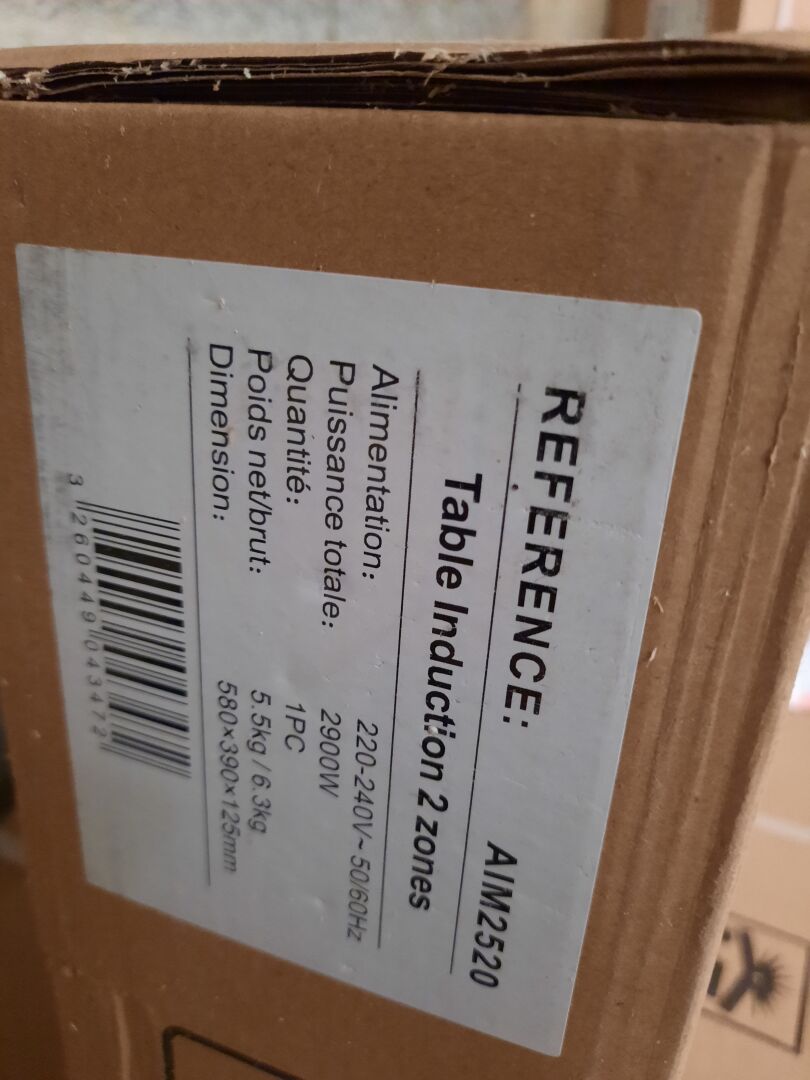 REFERENCE: AIM2520
Table Induction 2 zones
Alimentation: 220-240V~ 50/60Hz
Puissance totale: 2900W
Quantité: 1PC
Poids net/brut: 5.5kg / 6.3kg
Dimension: 580×390×125mm
3 260449 043472